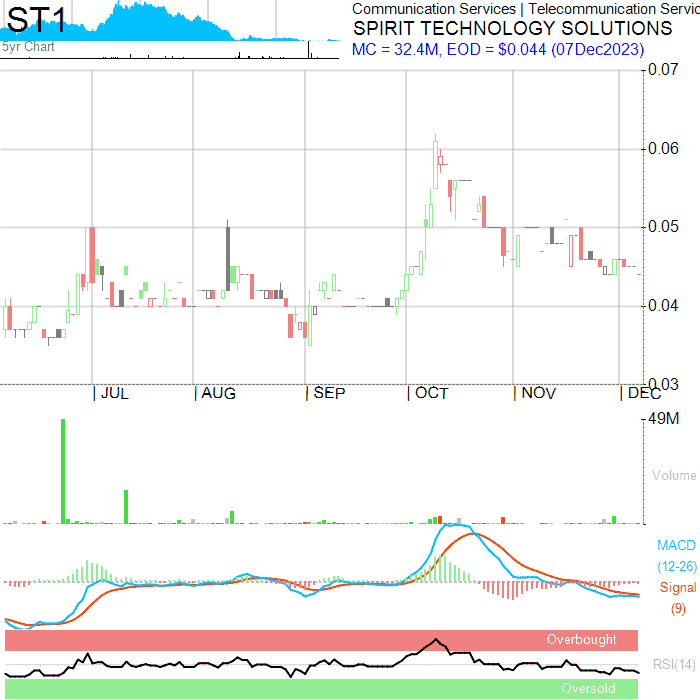 ST1
5yr Chart
Communication Services | Telecommunication Servic
SPIRIT TECHNOLOGY SOLUTIONS
MC = 32.4M, EOD = $0.044 (07Dec2023)
0.07
0.06
0.05
0.04
0.03
| JUL | AUG | SEP | OCT | NOV | DEC
49M
Volume
MACD
(12-26)
Signal
(9)
Overbought
RSI(14)
Oversold